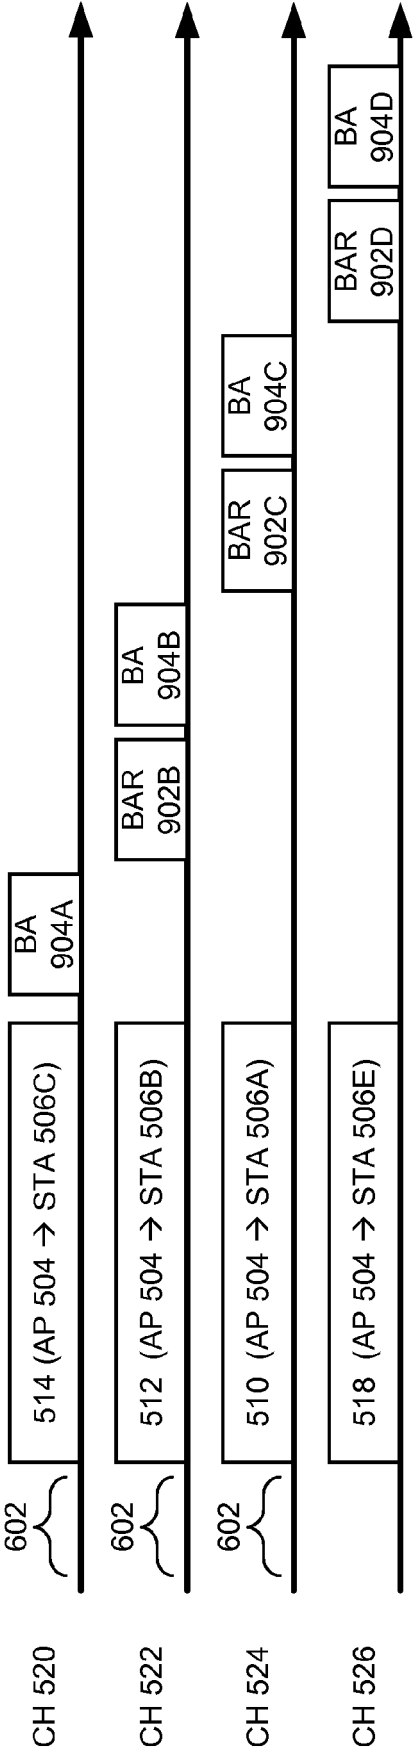 CH 520
602
514 (AP 504 → STA 506C)
BA
904A
CH 522
602
512 (AP 504 → STA 506B)
BAR
902B
BA
904B
CH 524
602
510 (AP 504 → STA 506A)
BAR
902C
BA
904C
CH 526
518 (AP 504 → STA 506E)
BAR
902D
BA
904D